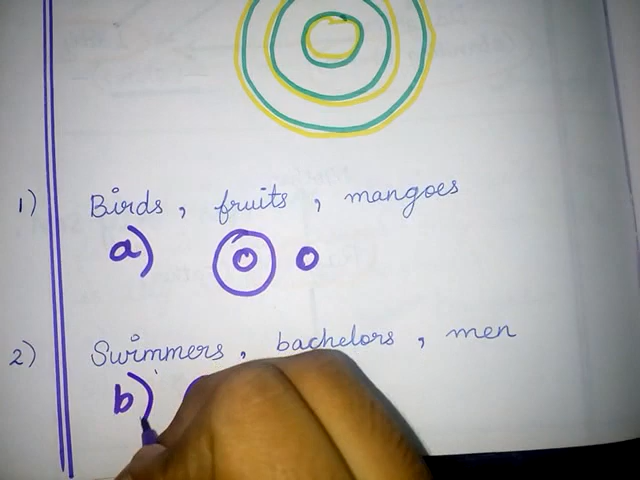 1) Birds, fruits, mangoes
a)
2) Swimmers, bachelors, men
b)